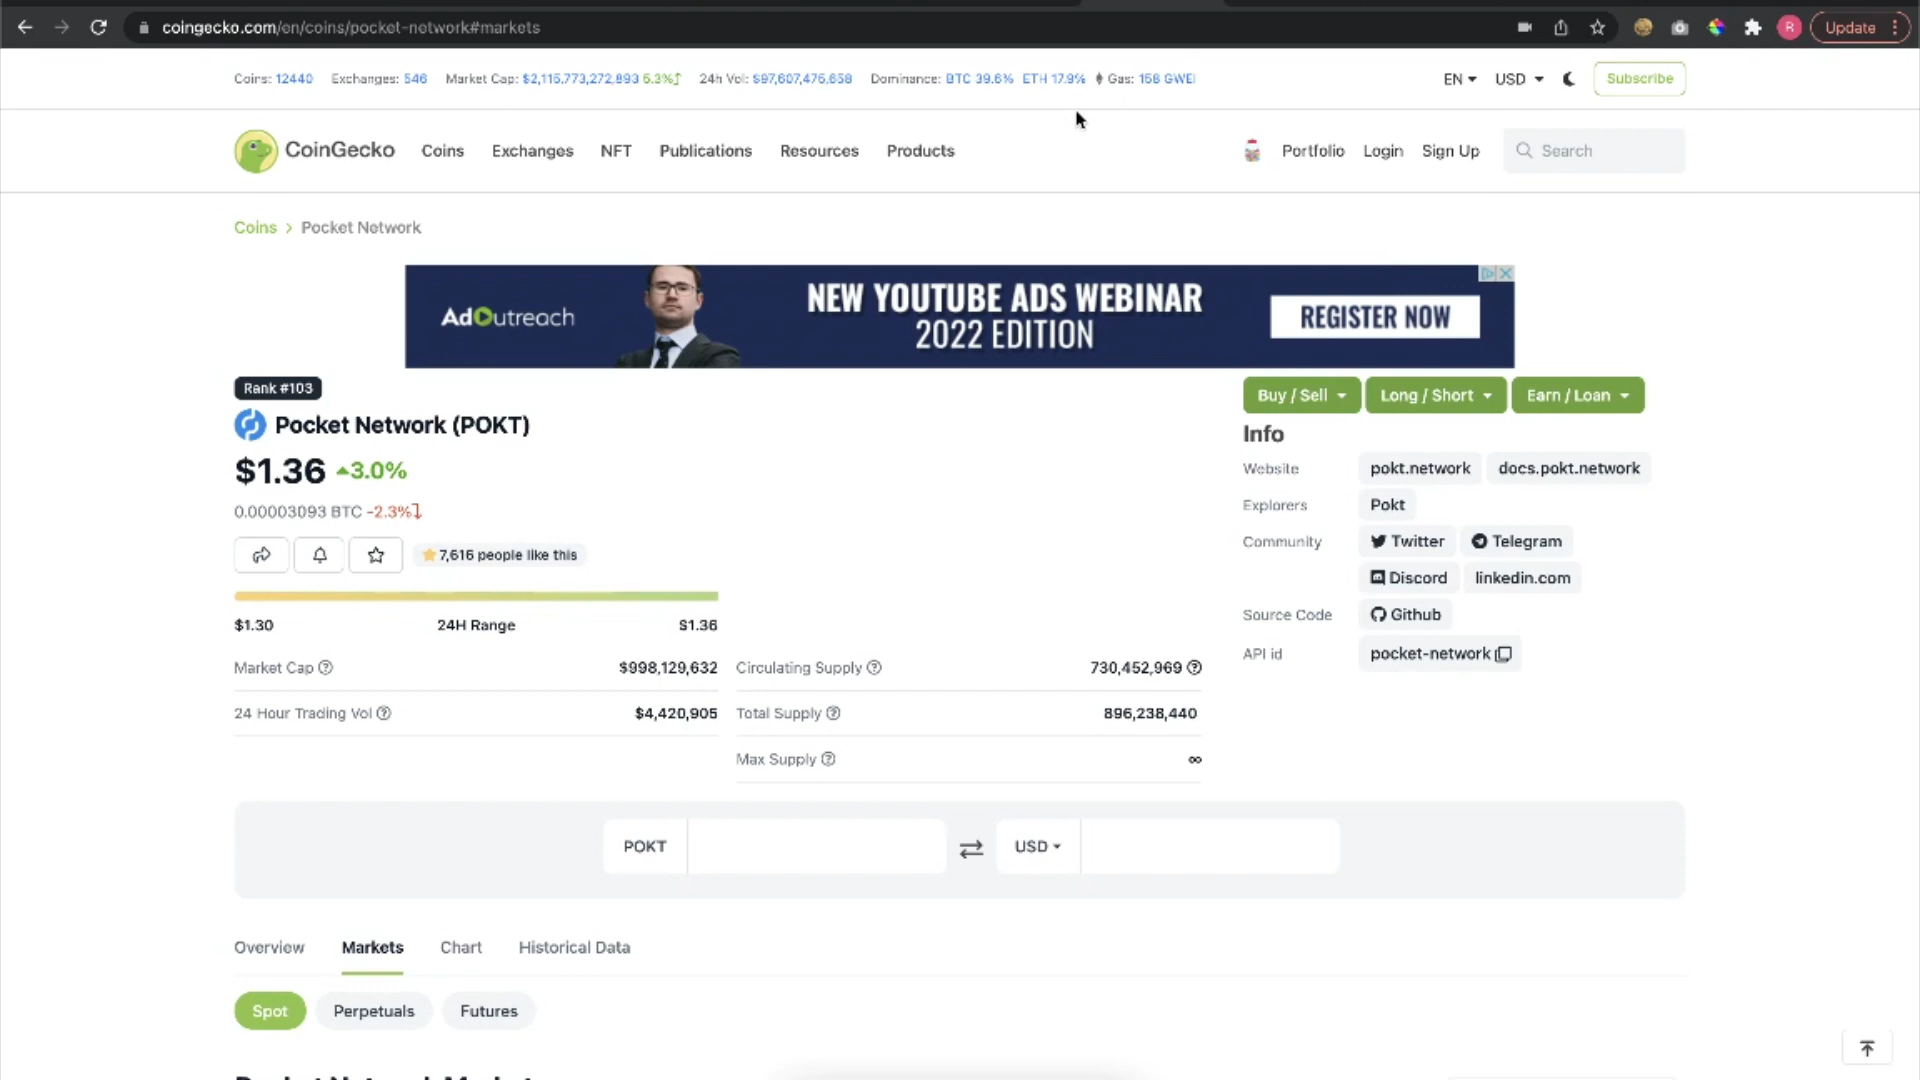 coingecko.com/en/coins/pocket-network#markets
R
Update
Coins: 12440 Exchanges: 546 Market Cap: $2,115,773,272,893 5.3% 24h Vol: $97,607,475,658 Dominance: BTC 39.6% ETH 17.9% Gas: 158 GWEI
EN USD Subscribe
CoinGecko Coins Exchanges NFT Publications Resources Products
Portfolio Login Sign Up Search
Coins > Pocket Network
AdOutreach
NEW YOUTUBE ADS WEBINAR
2022 EDITION
REGISTER NOW
Rank #103
Pocket Network (POKT)
$1.36 3.0%
0.00003093 BTC -2.3%
7,616 people like this
$1.30 24H Range $1.36
Market Cap $998,129,632
24 Hour Trading Vol $4,420,905
Circulating Supply 730,452,969
Total Supply 896,238,440
Max Supply ∞
Buy / Sell Long / Short Earn / Loan
Info
Website pokt.network docs.pokt.network
Explorers Pokt
Community Twitter Telegram
Discord linkedin.com
Source Code Github
API id pocket-network
POKT USD
Overview Markets Chart Historical Data
Spot Perpetuals Futures